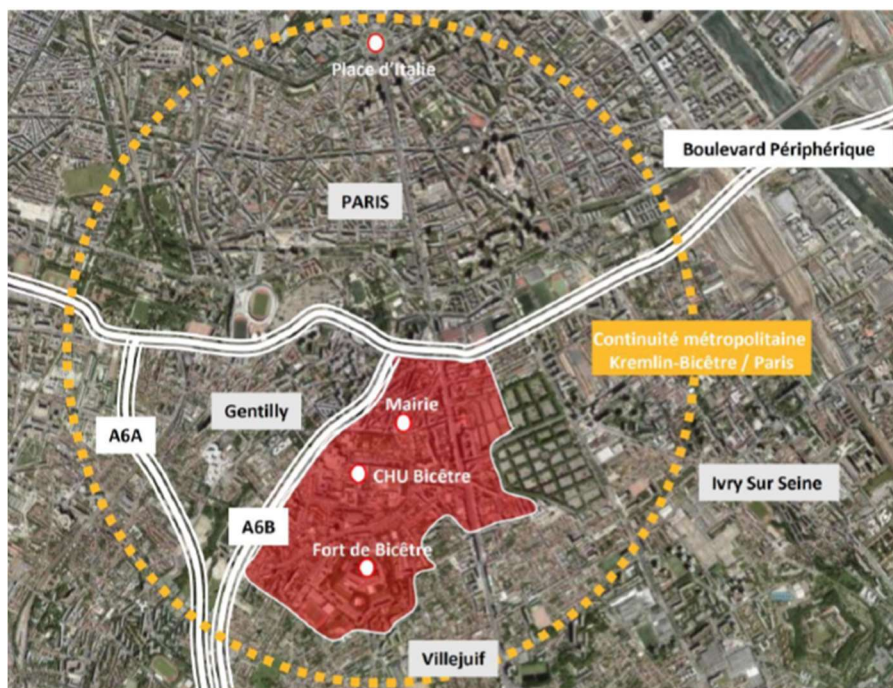 Place d'Italie
Boulevard Périphérique
PARIS
Continuité métropolitaine
Kremlin-Bicêtre / Paris
Mairie
Gentilly
A6A
CHU Bicêtre
Ivry Sur Seine
A6B
Fort de Bicêtre
Villejuif